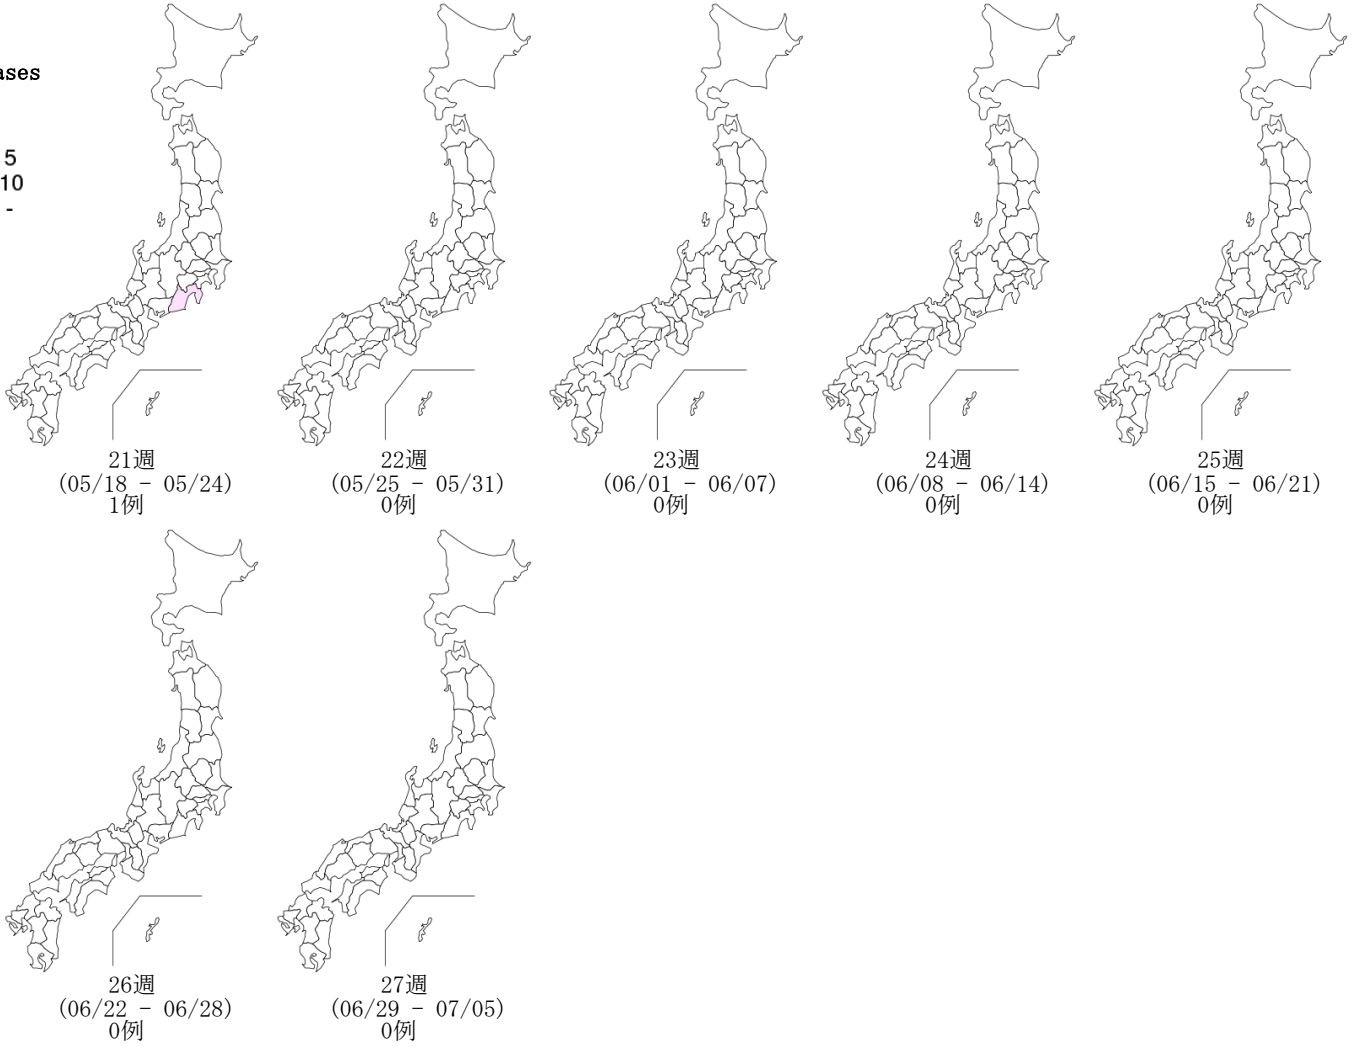 ases
5
10
-
21週
(05/18 - 05/24)
1例
22週
(05/25 - 05/31)
0例
23週
(06/01 - 06/07)
0例
24週
(06/08 - 06/14)
0例
25週
(06/15 - 06/21)
0例
26週
(06/22 - 06/28)
0例
27週
(06/29 - 07/05)
0例